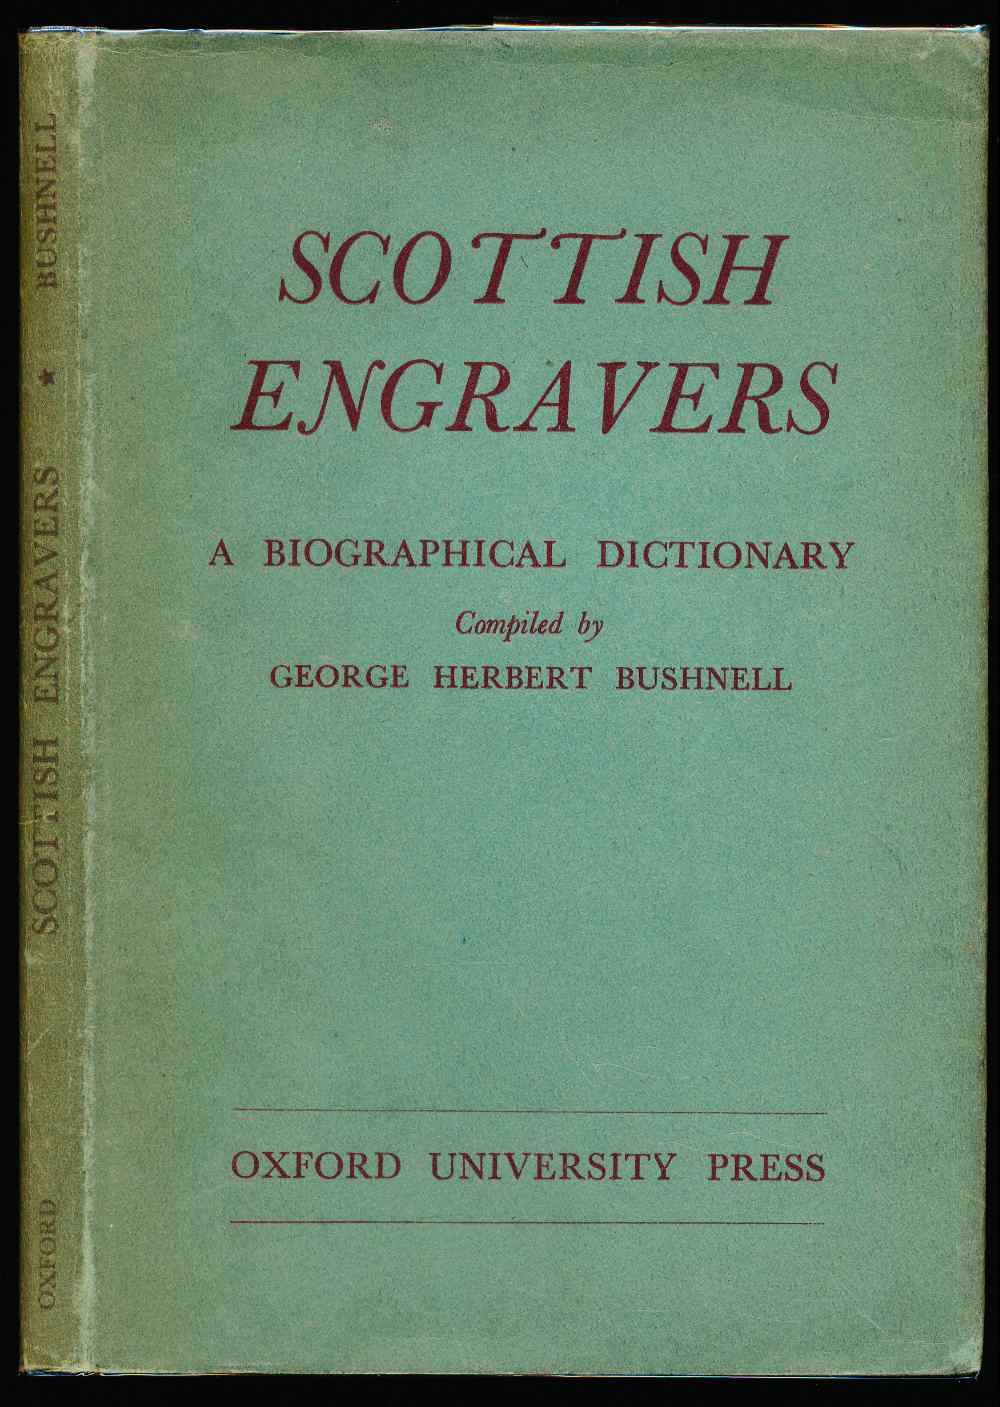 SCOTTISH
ENGRAVERS
A BIOGRAPHICAL DICTIONARY
Compiled by
GEORGE HERBERT BUSHNELL
OXFORD UNIVERSITY PRESS
SCOTTISH ENGRAVERS ★ BUSHNELL
OXFORD